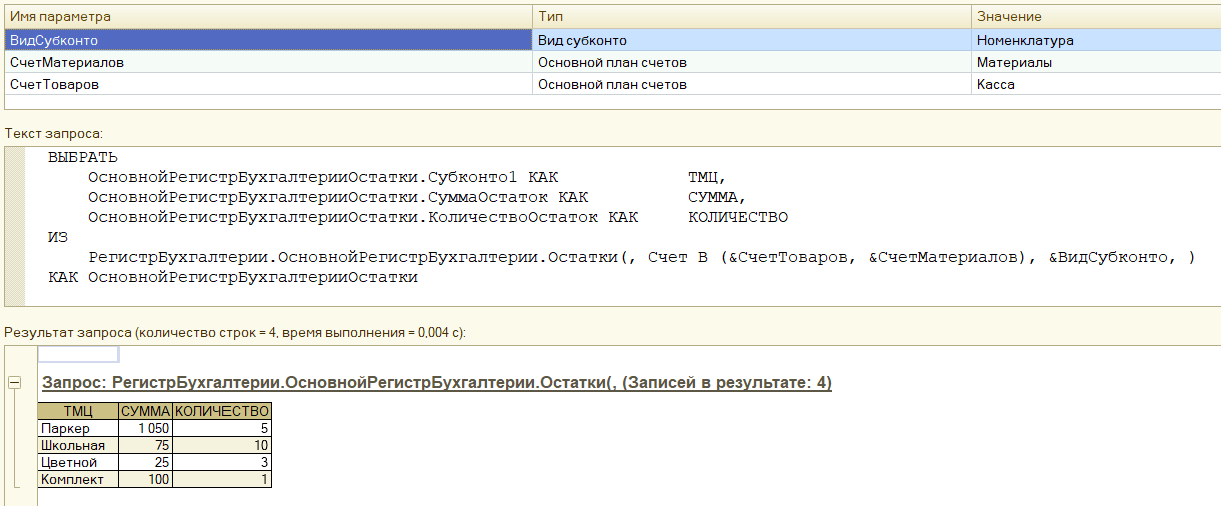 Имя параметра Тип Значение
ВидСубконто Вид субконто Номенклатура
СчетМатериалов Основной план счетов Материалы
СчетТоваров Основной план счетов Касса
Текст запроса:
ВЫБРАТЬ
ОсновнойРегистрБухгалтерииОстатки.Субконто1 КАК ТМЦ,
ОсновнойРегистрБухгалтерииОстатки.СуммаОстаток КАК СУММА,
ОсновнойРегистрБухгалтерииОстатки.КоличествоОстаток КАК КОЛИЧЕСТВО
ИЗ
РегистрБухгалтерии.ОсновнойРегистрБухгалтерии.Остатки(, Счет В (&СчетТоваров, &СчетМатериалов), &ВидСубконто, )
КАК ОсновнойРегистрБухгалтерииОстатки
Результат запроса (количество строк = 4, время выполнения = 0,004 с):
Запрос: РегистрБухгалтерии.ОсновнойРегистрБухгалтерии.Остатки(, (Записей в результате: 4)
ТМЦ СУММА КОЛИЧЕСТВО
Паркер 1 050 5
Школьная 75 10
Цветной 25 3
Комплект 100 1